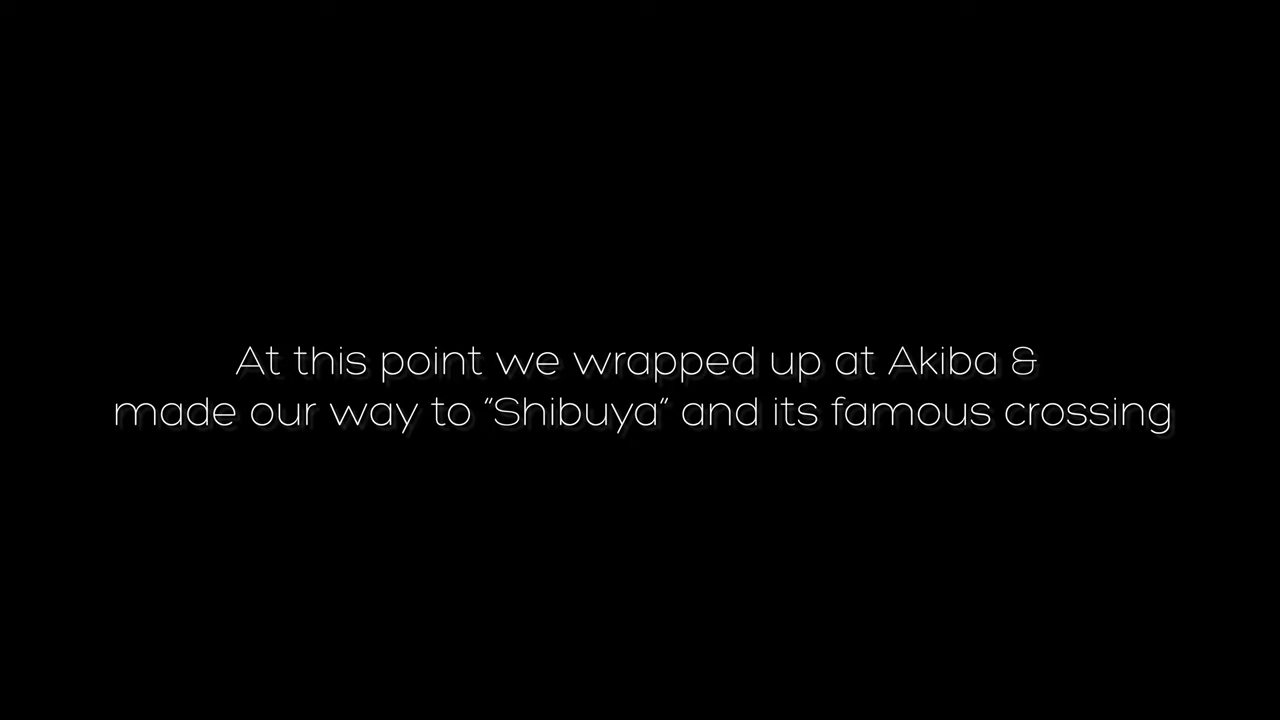 At this point we wrapped up at Akiba &
made our way to "Shibuya" and its famous crossing